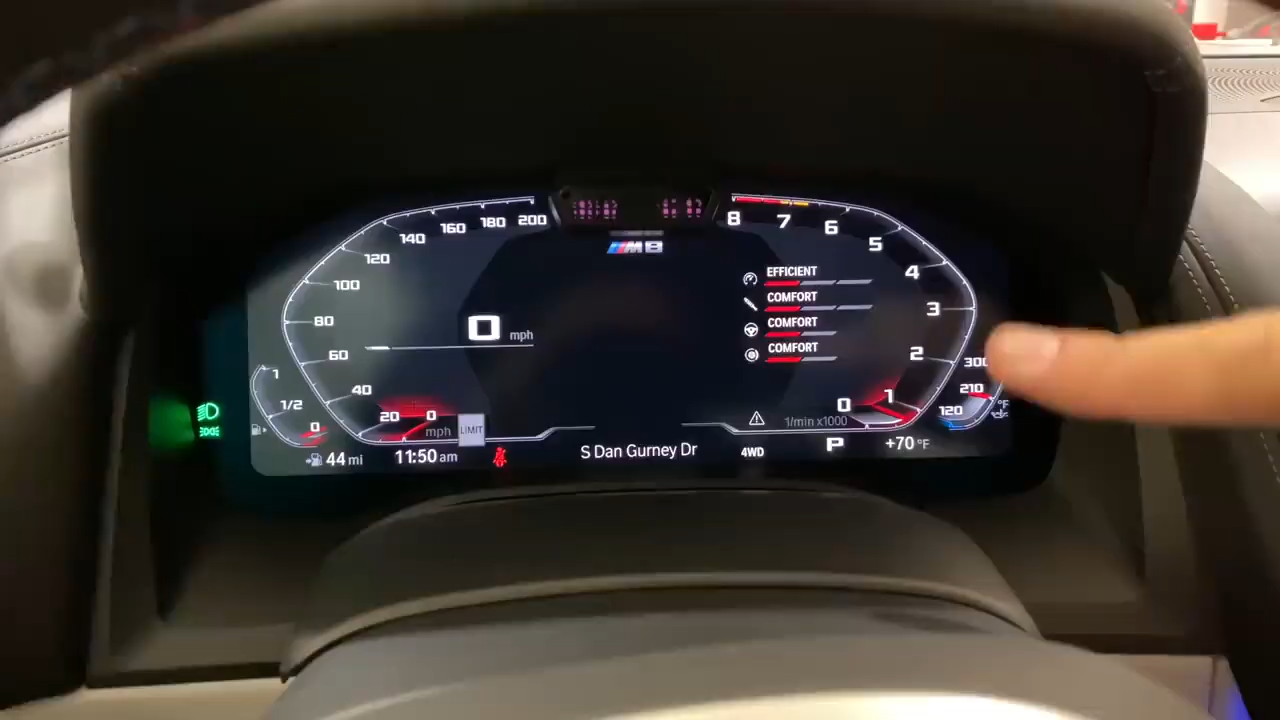 200
180
160
140
120
100
80
60
40
20
0
mph
0 mph
M8
8
7
6
5
4
3
2
1
0
1/min x1000
EFFICIENT
COMFORT
COMFORT
COMFORT
1
1/2
0
LIMIT
300
210
120
°F
44 mi
11:50 am
S Dan Gurney Dr
4WD
P
+70 °F